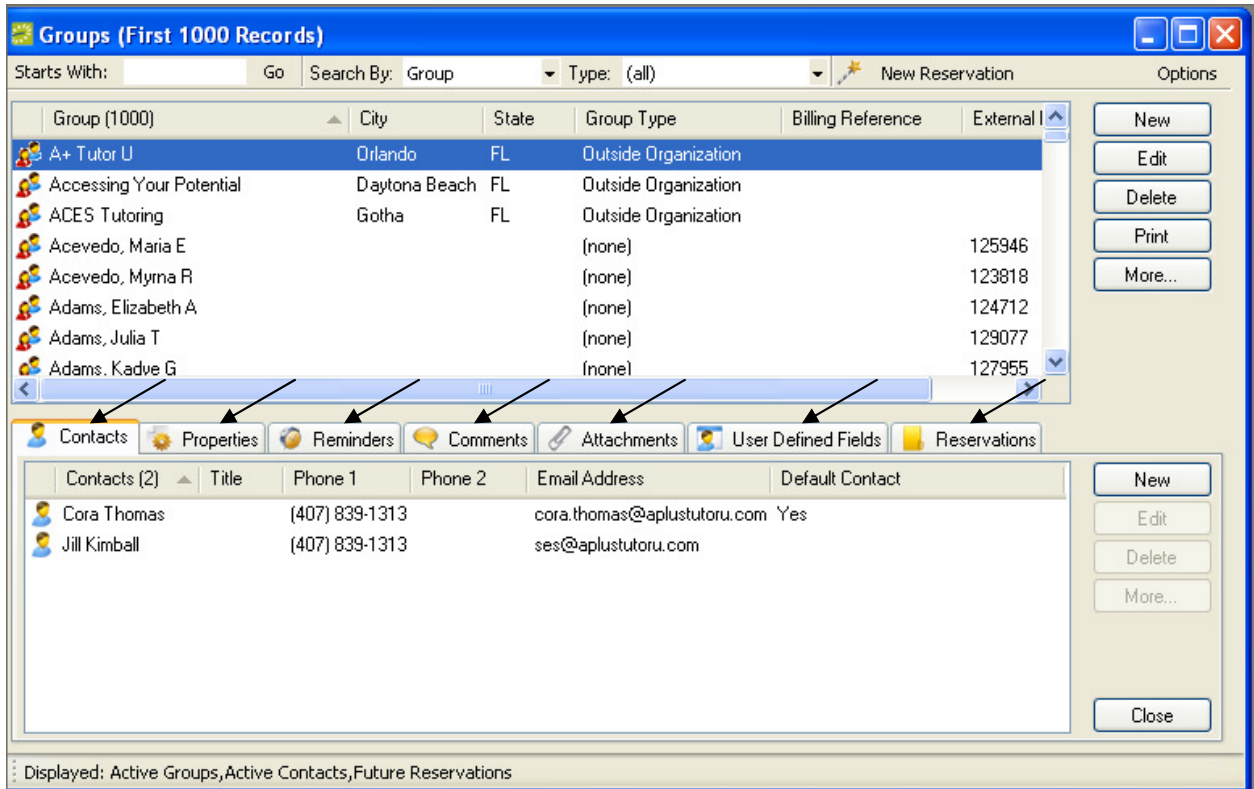 Groups (First 1000 Records)
Starts With: Go Search By: Group Type: (all) New Reservation Options
Group (1000) City State Group Type Billing Reference External I
A+ Tutor U Orlando FL Outside Organization
Accessing Your Potential Daytona Beach FL Outside Organization
ACES Tutoring Gotha FL Outside Organization
Acevedo, Maria E (none) 125946
Acevedo, Myrna R (none) 123818
Adams, Elizabeth A (none) 124712
Adams, Julia T (none) 129077
Adams, Kadve G (none) 127955
New
Edit
Delete
Print
More...
Contacts Properties Reminders Comments Attachments User Defined Fields Reservations
Contacts (2) Title Phone 1 Phone 2 Email Address Default Contact
Cora Thomas (407) 839-1313 cora.thomas@aplustutoru.com Yes
Jill Kimball (407) 839-1313 ses@aplustutoru.com
New
Edit
Delete
More...
Close
Displayed: Active Groups,Active Contacts,Future Reservations